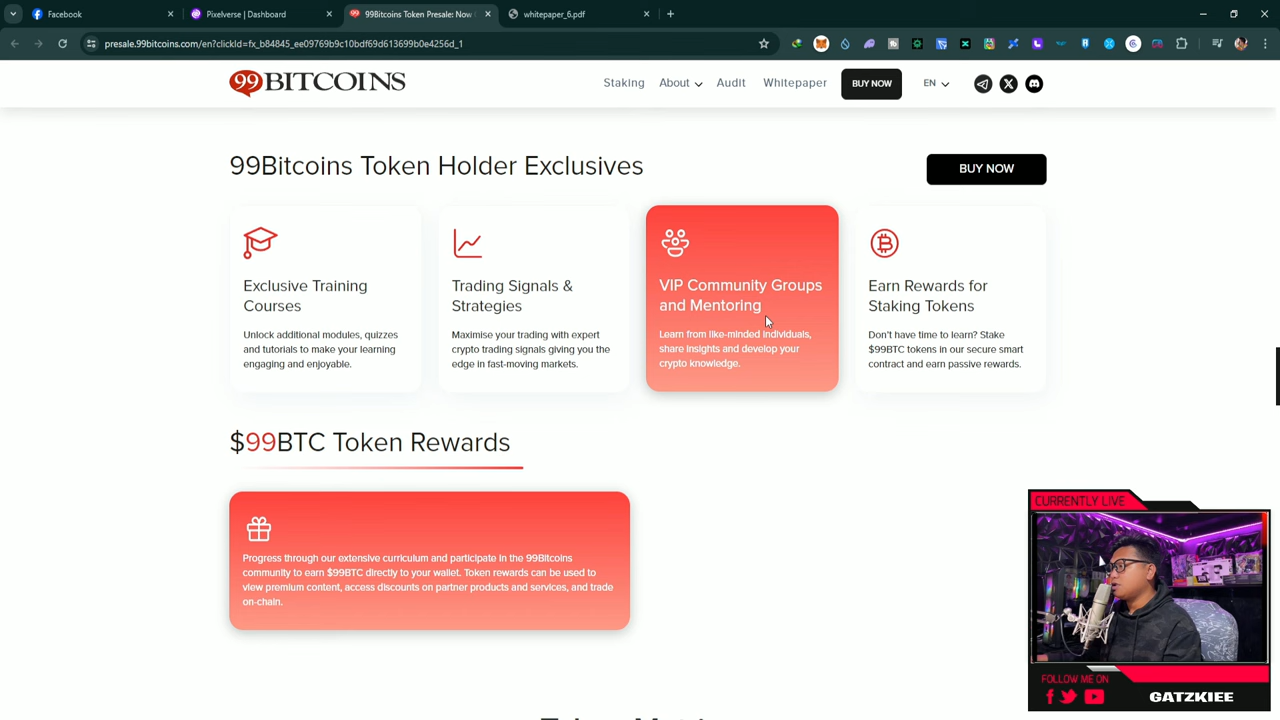 Facebook
Pixelverse | Dashboard
99Bitcoins Token Presale: Now
whitepaper_6.pdf
presale.99bitcoins.com/en?clickId=fx_b84845_ee09769b9c10bdf69d613699b0e4256d_1
99BITCOINS
Staking
About
Audit
Whitepaper
BUY NOW
EN
99Bitcoins Token Holder Exclusives
BUY NOW
Exclusive Training
Courses
Unlock additional modules, quizzes
and tutorials to make your learning
engaging and enjoyable.
Trading Signals &
Strategies
Maximise your trading with expert
crypto trading signals giving you the
edge in fast-moving markets.
VIP Community Groups
and Mentoring
Learn from like-minded individuals,
share insights and develop your
crypto knowledge.
Earn Rewards for
Staking Tokens
Don't have time to learn? Stake
$99BTC tokens in our secure smart
contract and earn passive rewards.
$99BTC Token Rewards
Progress through our extensive curriculum and participate in the 99Bitcoins
community to earn $99BTC directly to your wallet. Token rewards can be used to
view premium content, access discounts on partner products and services, and trade
on-chain.
CURRENTLY LIVE
FOLLOW ME ON
GATZKIEE